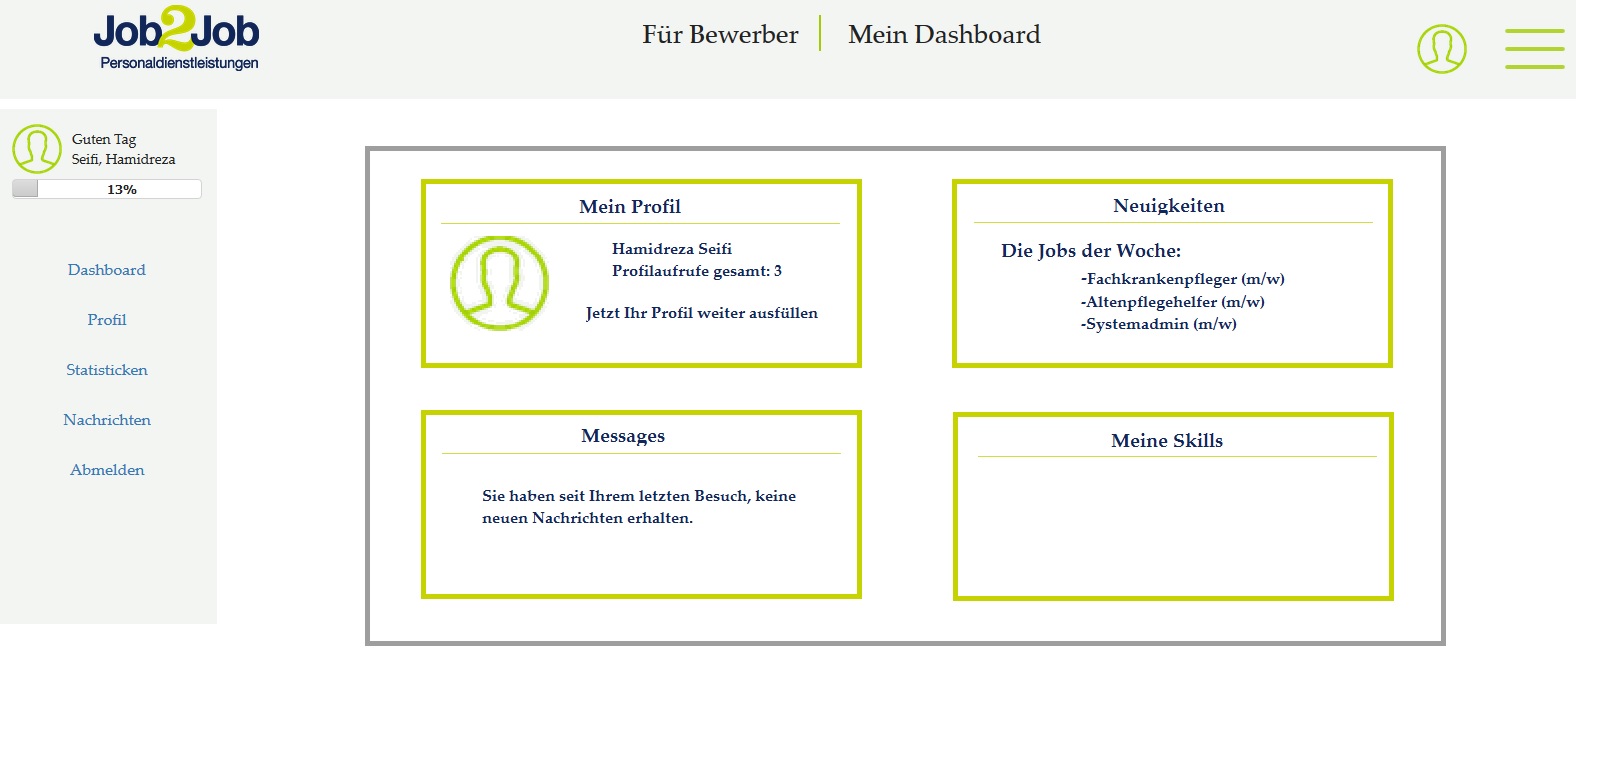 Job2Job
Personaldienstleistungen
Für Bewerber
Mein Dashboard
Guten Tag
Seifi, Hamidreza
13%
Dashboard
Profil
Statisticken
Nachrichten
Abmelden
Mein Profil
Hamidreza Seifi
Profilaufrufe gesamt: 3
Jetzt Ihr Profil weiter ausfüllen
Neuigkeiten
Die Jobs der Woche:
-Fachkrankenpfleger (m/w)
-Altenpflegehelfer (m/w)
-Systemadmin (m/w)
Messages
Sie haben seit Ihrem letzten Besuch, keine
neuen Nachrichten erhalten.
Meine Skills